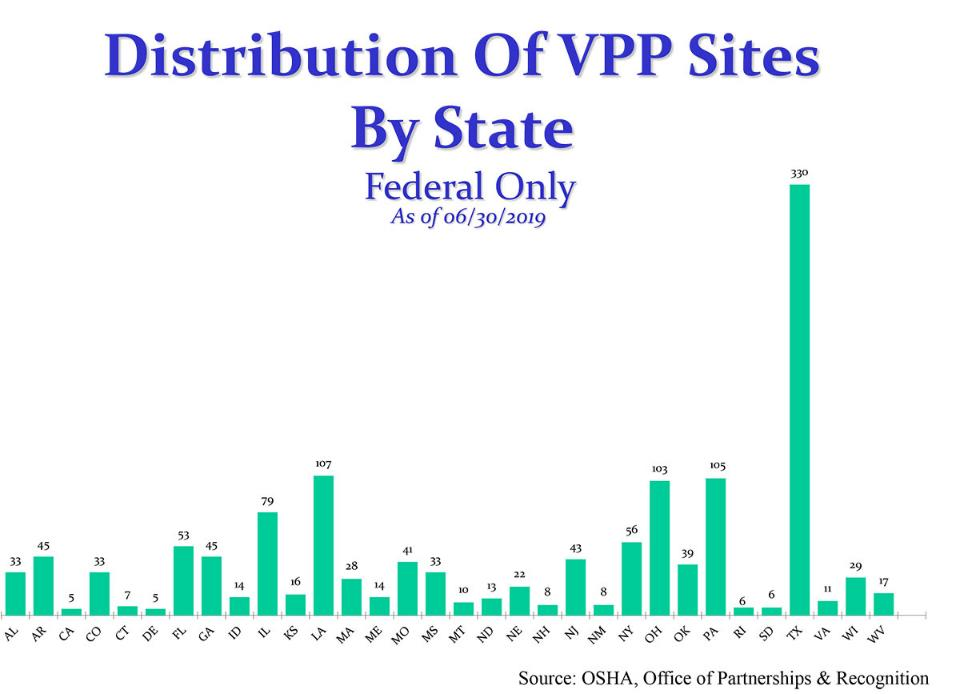 Distribution Of VPP Sites
By State
Federal Only
As of 06/30/2019
33 45 5 33 7 5 53 45 14 79 16 107 28 14 41 33 10 13 22 8 43 8 56 103 39 105 6 6 330 11 29 17
AL AR CA CO CT DE FL GA ID IL KS LA MA ME MO MS MT ND NE NH NJ NM NY OH OK PA RI SD TX VA WI WV
Source: OSHA, Office of Partnerships & Recognition